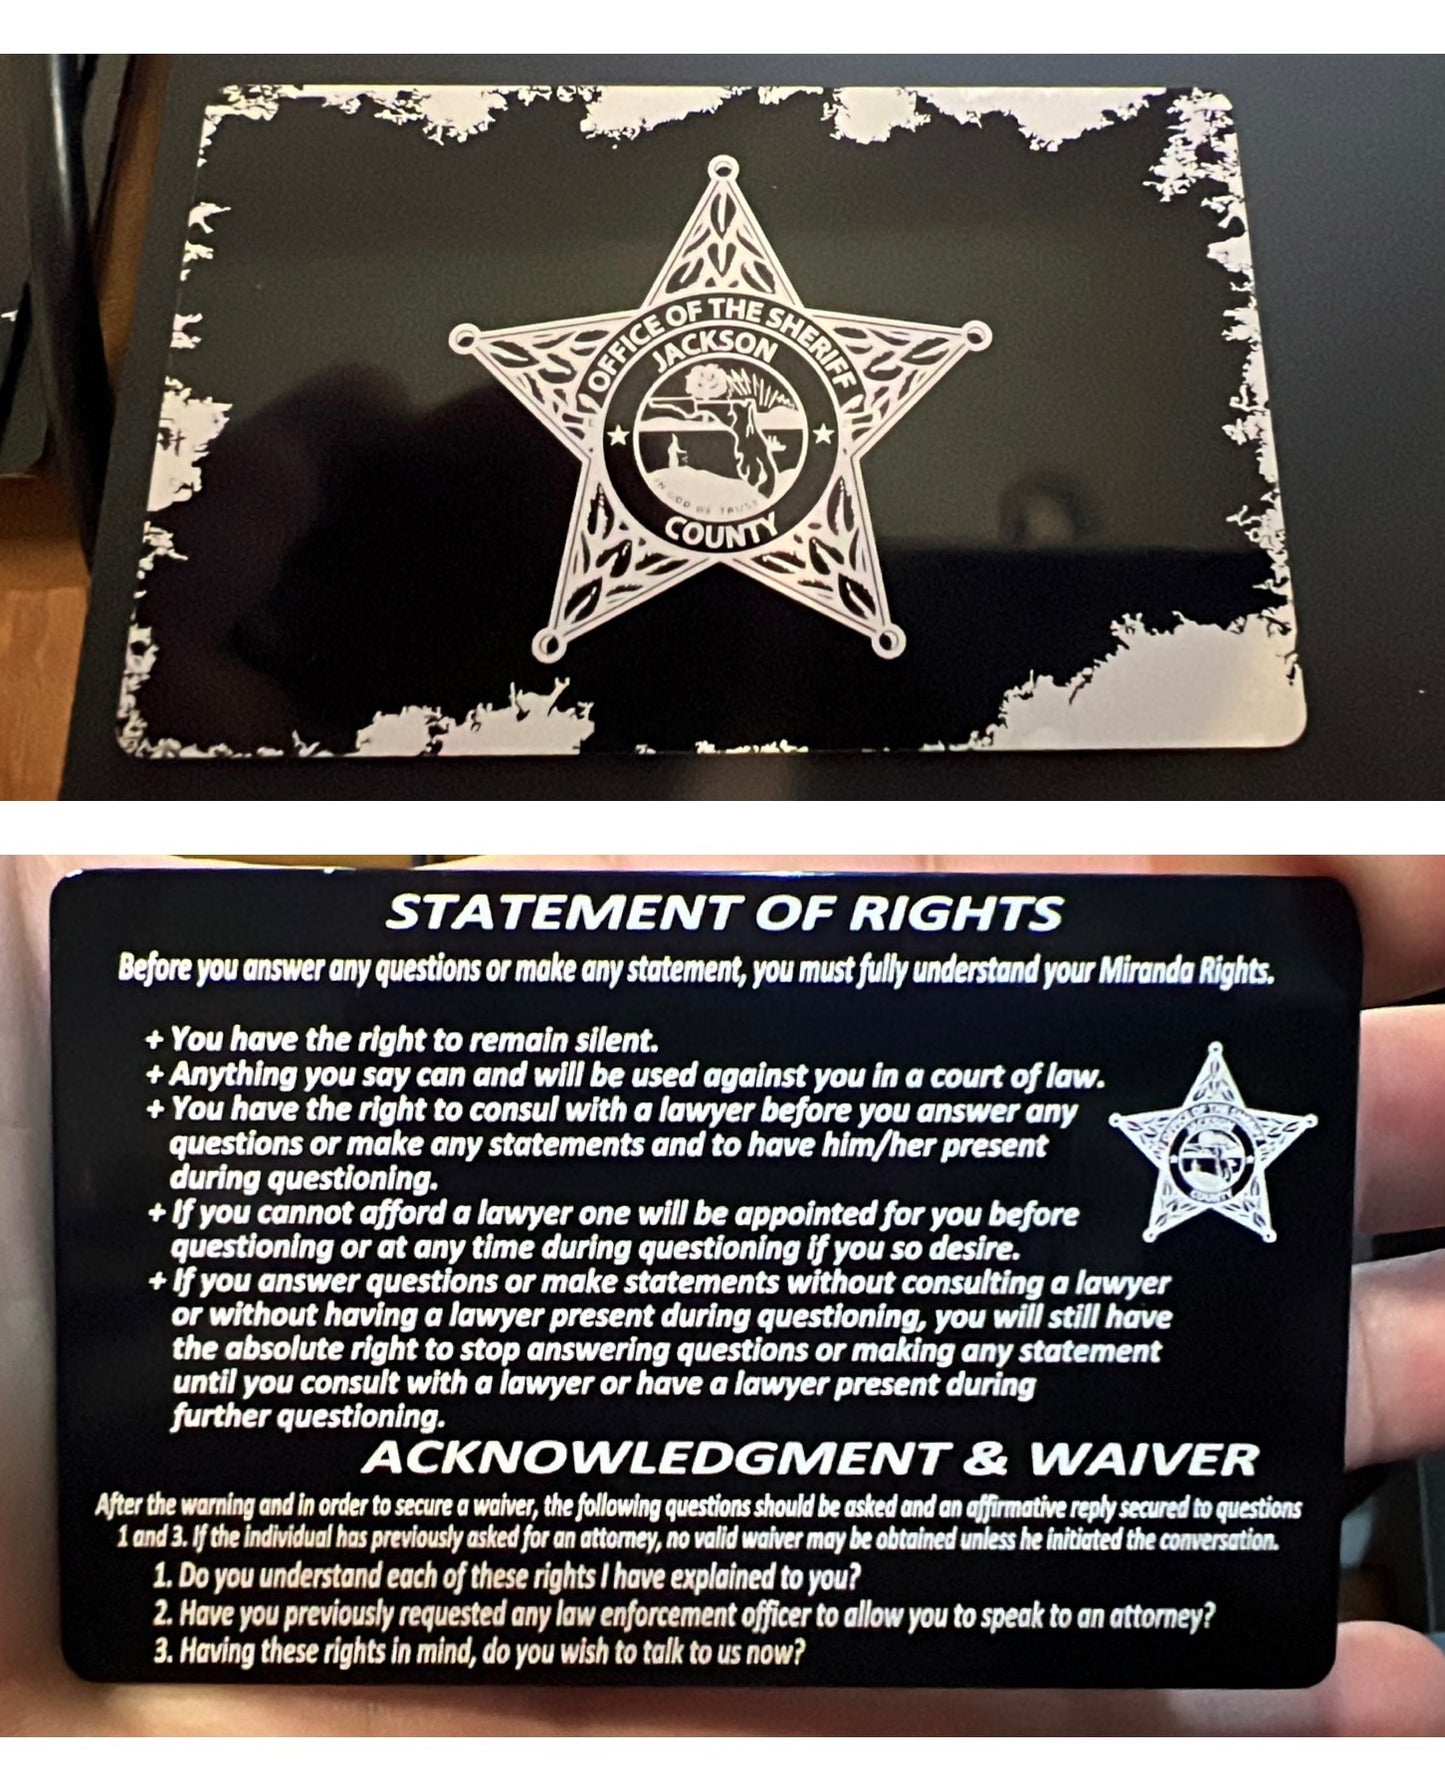 OFFICE OF THE SHERIFF
JACKSON
IN GOD WE TRUST
COUNTY
STATEMENT OF RIGHTS
Before you answer any questions or make any statement, you must fully understand your Miranda Rights.
+ You have the right to remain silent.
+ Anything you say can and will be used against you in a court of law.
+ You have the right to consul with a lawyer before you answer any
questions or make any statements and to have him/her present
during questioning.
+ If you cannot afford a lawyer one will be appointed for you before
questioning or at any time during questioning if you so desire.
+ If you answer questions or make statements without consulting a lawyer
or without having a lawyer present during questioning, you will still have
the absolute right to stop answering questions or making any statement
until you consult with a lawyer or have a lawyer present during
further questioning.
OFFICE OF THE SHERIFF
JACKSON
COUNTY
ACKNOWLEDGMENT & WAIVER
After the warning and in order to secure a waiver, the following questions should be asked and an affirmative reply secured to questions
1 and 3. If the individual has previously asked for an attorney, no valid waiver may be obtained unless he initiated the conversation.
1. Do you understand each of these rights I have explained to you?
2. Have you previously requested any law enforcement officer to allow you to speak to an attorney?
3. Having these rights in mind, do you wish to talk to us now?